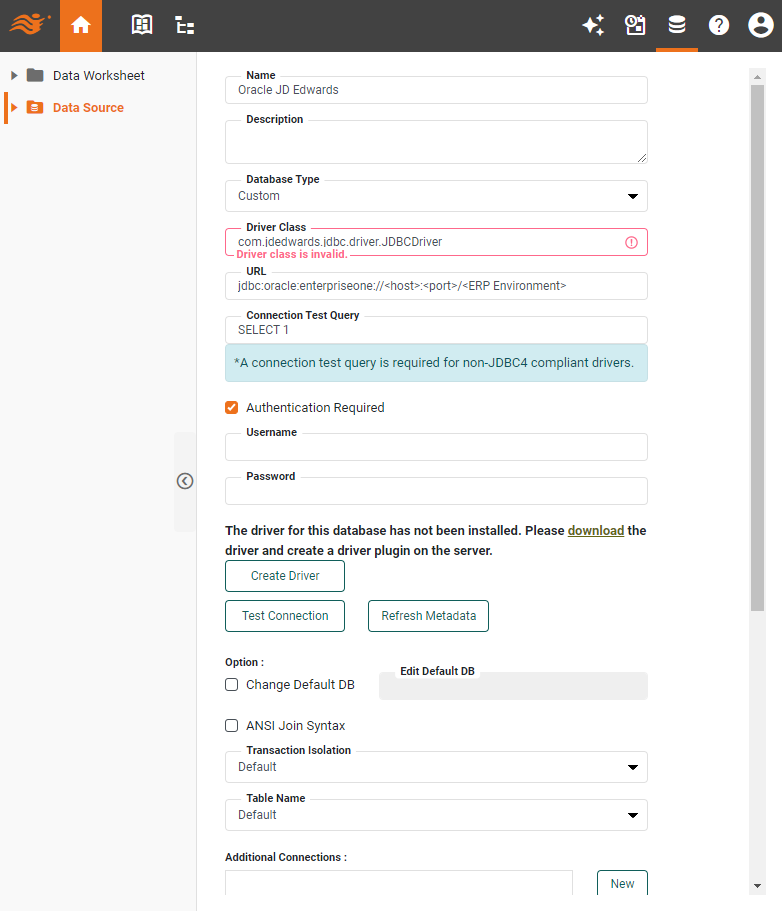 Data Worksheet
Data Source
Name
Oracle JD Edwards
Description
Database Type
Custom
Driver Class
com.jdedwards.jdbc.driver.JDBCDriver
Driver class is invalid.
URL
jdbc:oracle:enterpriseone://<host>:<port>/<ERP Environment>
Connection Test Query
SELECT 1
*A connection test query is required for non-JDBC4 compliant drivers.
Authentication Required
Username
Password
The driver for this database has not been installed. Please download the
driver and create a driver plugin on the server.
Create Driver
Test Connection Refresh Metadata
Option :
Edit Default DB
Change Default DB
ANSI Join Syntax
Transaction Isolation
Default
Table Name
Default
Additional Connections :
New